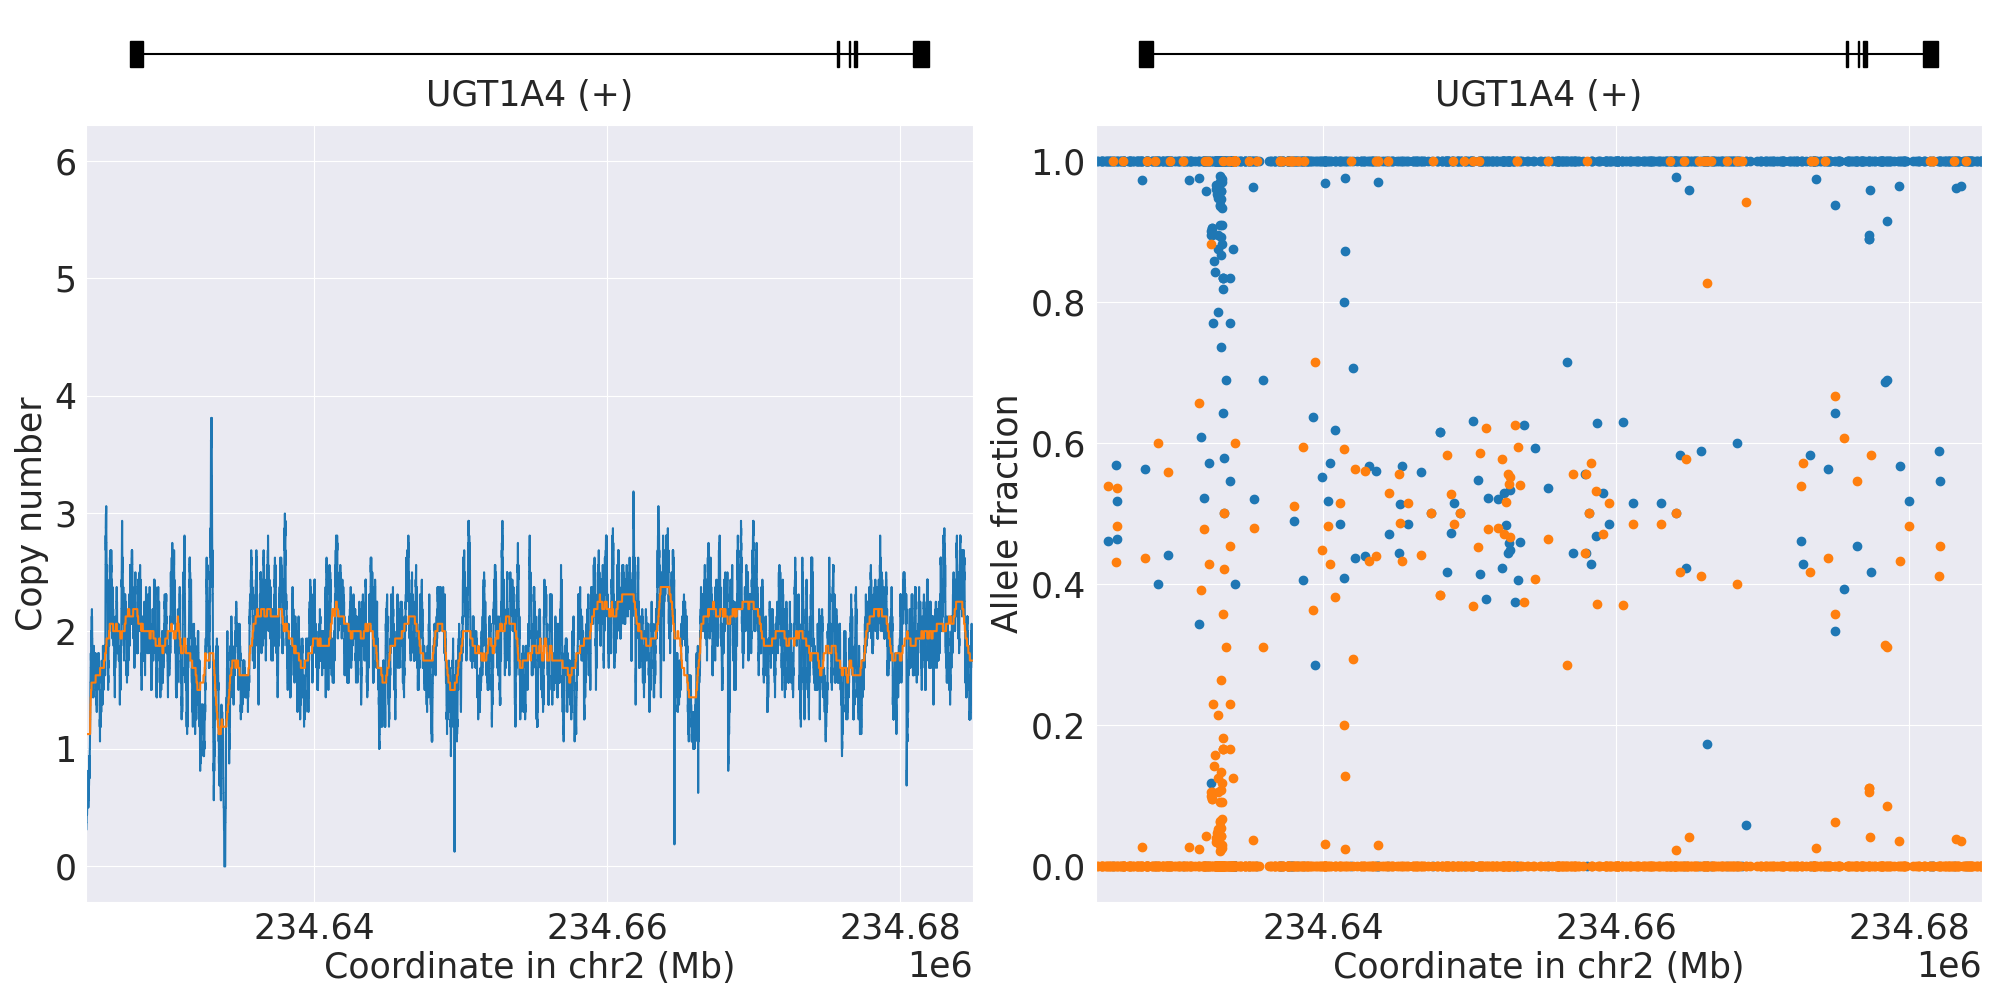 UGT1A4 (+)
6
5
4
3
2
1
0
Copy number
234.64 234.66 234.68
1e6
Coordinate in chr2 (Mb)
UGT1A4 (+)
1.0
0.8
0.6
0.4
0.2
0.0
Allele fraction
234.64 234.66 234.68
1e6
Coordinate in chr2 (Mb)